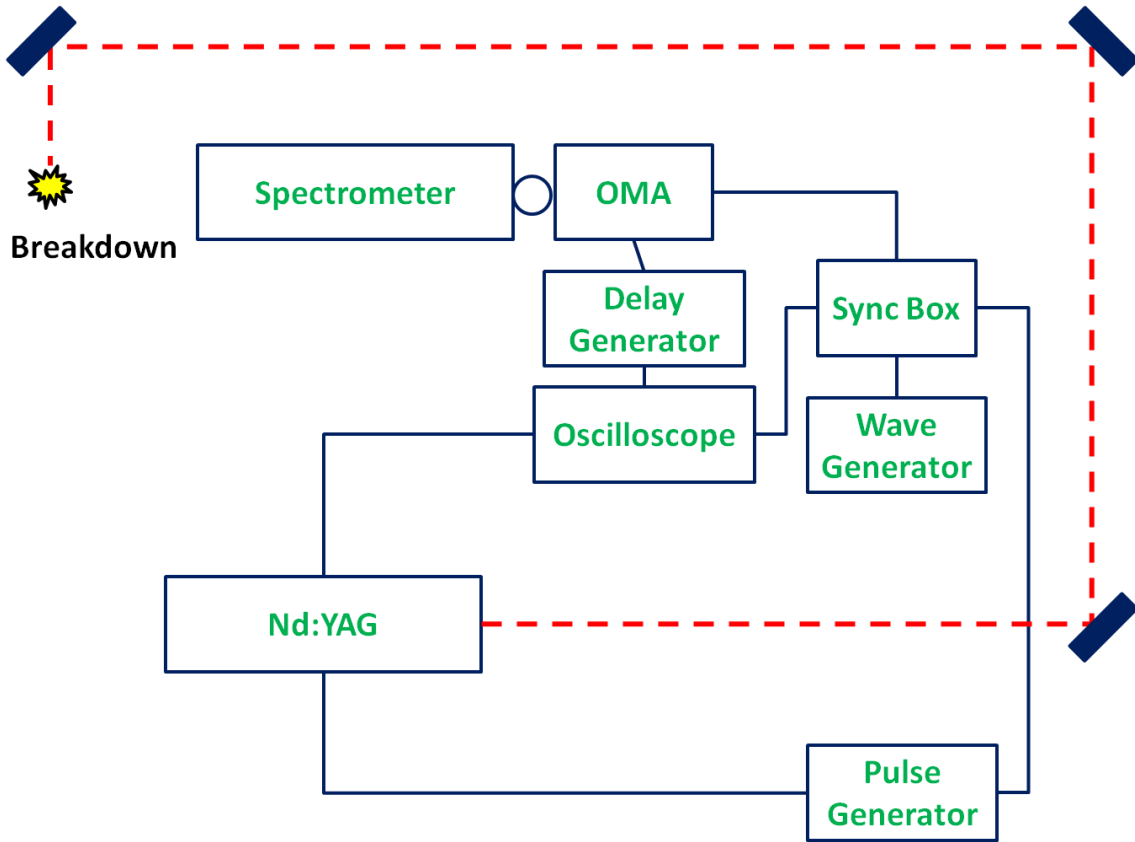 Spectrometer
OMA
Breakdown
Delay
Generator
Sync Box
Oscilloscope
Wave
Generator
Nd:YAG
Pulse
Generator